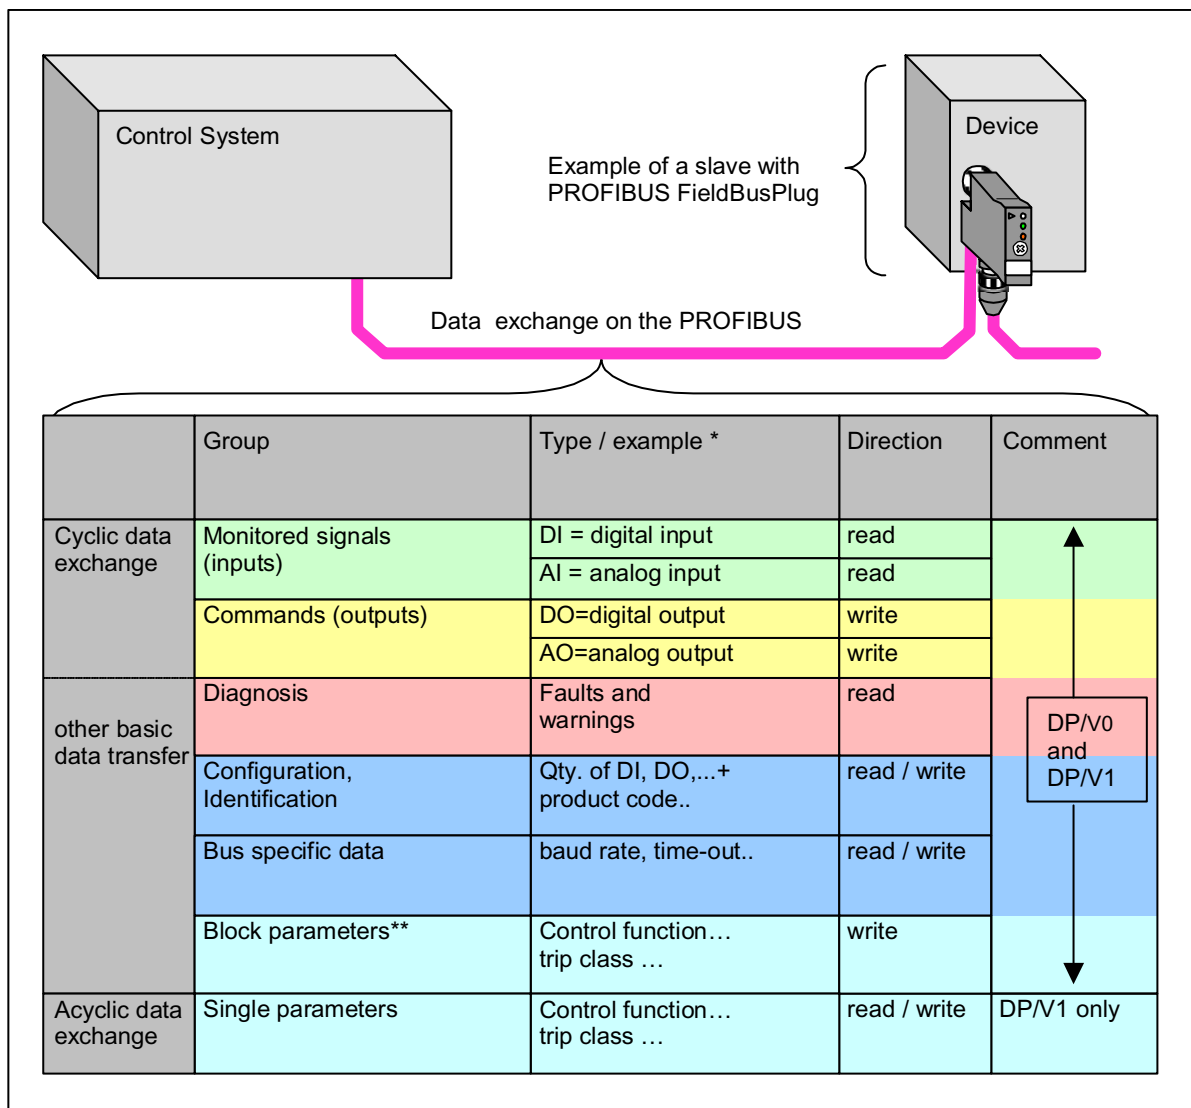 Control System
Device
Example of a slave with
PROFIBUS FieldBusPlug
Data exchange on the PROFIBUS
Group
Type / example *
Direction
Comment
Cyclic data
exchange
Monitored signals
(inputs)
DI = digital input
read
AI = analog input
read
Commands (outputs)
DO=digital output
write
AO=analog output
write
other basic
data transfer
Diagnosis
Faults and
warnings
read
DP/V0
and
DP/V1
Configuration,
Identification
Qty. of DI, DO,...+
product code..
read / write
Bus specific data
baud rate, time-out..
read / write
Block parameters**
Control function…
trip class …
write
Acyclic data
exchange
Single parameters
Control function…
trip class …
read / write
DP/V1 only